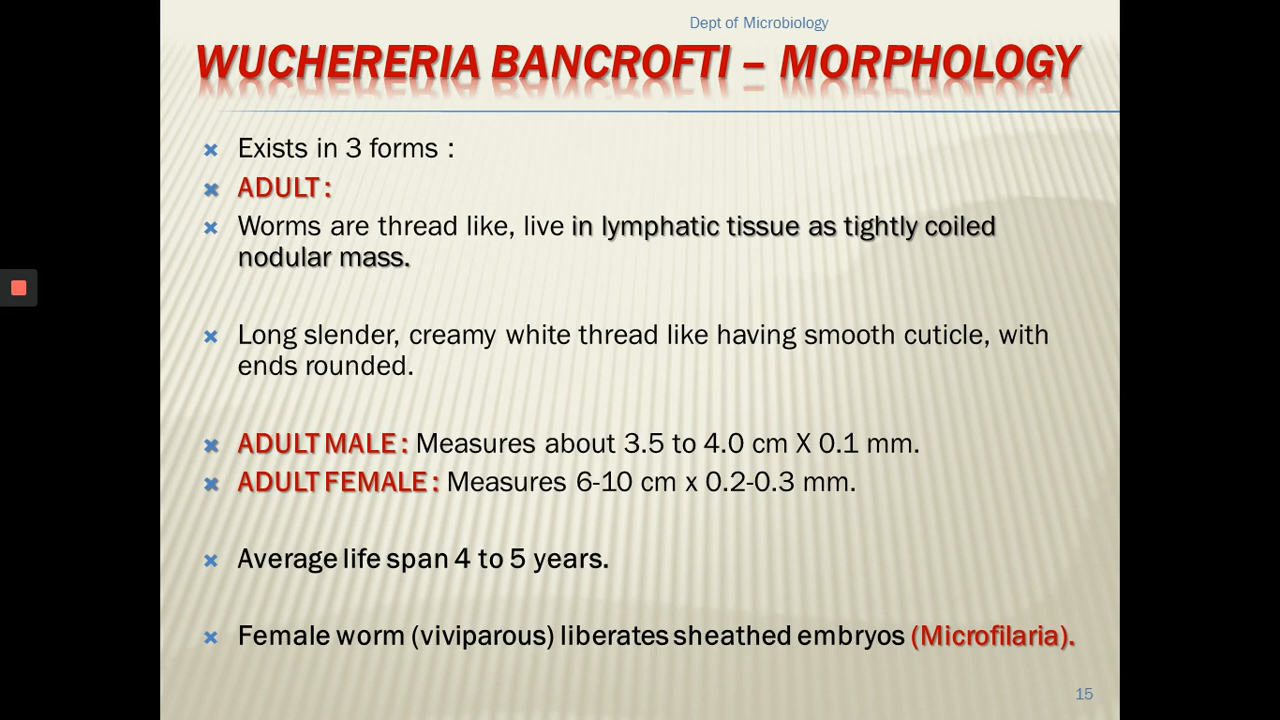 Dept of Microbiology
WUCHERERIA BANCROFTI – MORPHOLOGY
Exists in 3 forms :
ADULT :
Worms are thread like, live in lymphatic tissue as tightly coiled
nodular mass.
Long slender, creamy white thread like having smooth cuticle, with
ends rounded.
ADULT MALE : Measures about 3.5 to 4.0 cm X 0.1 mm.
ADULT FEMALE : Measures 6-10 cm x 0.2-0.3 mm.
Average life span 4 to 5 years.
Female worm (viviparous) liberates sheathed embryos (Microfilaria).
15